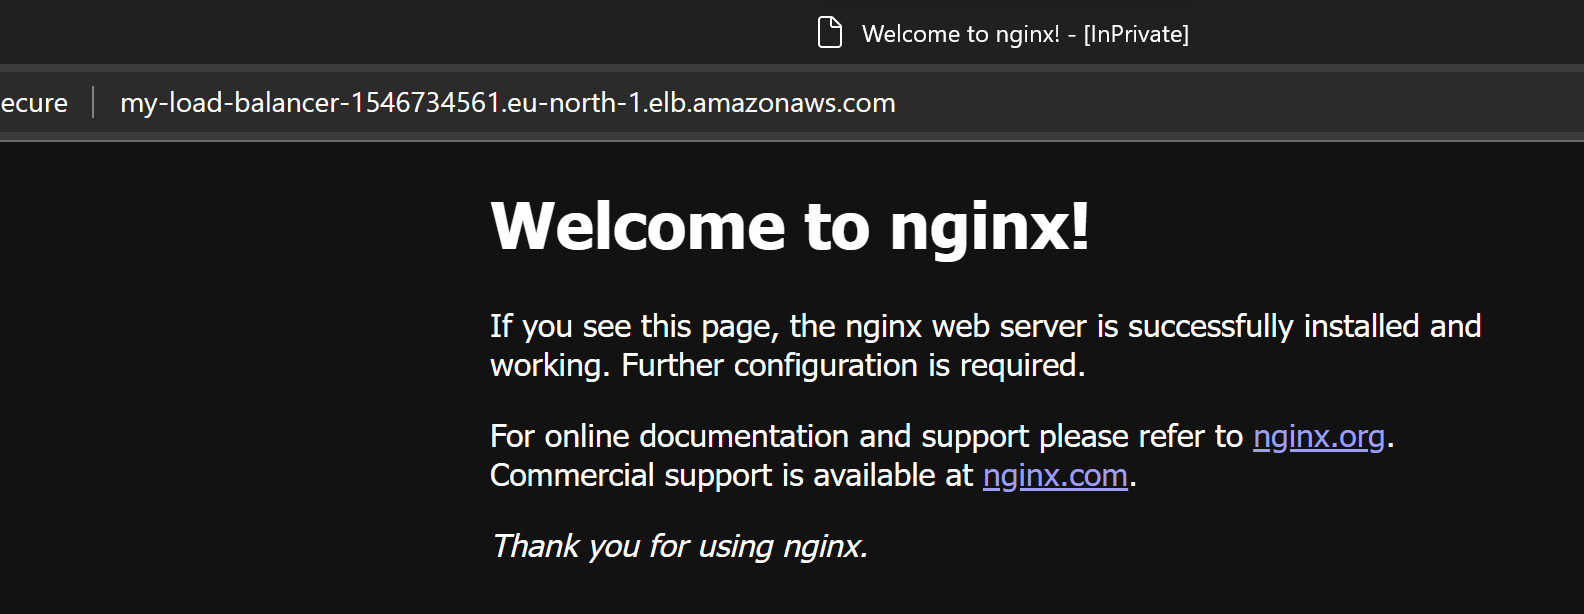 Welcome to nginx! - [InPrivate]
ecure
my-load-balancer-1546734561.eu-north-1.elb.amazonaws.com
Welcome to nginx!
If you see this page, the nginx web server is successfully installed and
working. Further configuration is required.
For online documentation and support please refer to nginx.org.
Commercial support is available at nginx.com.
Thank you for using nginx.